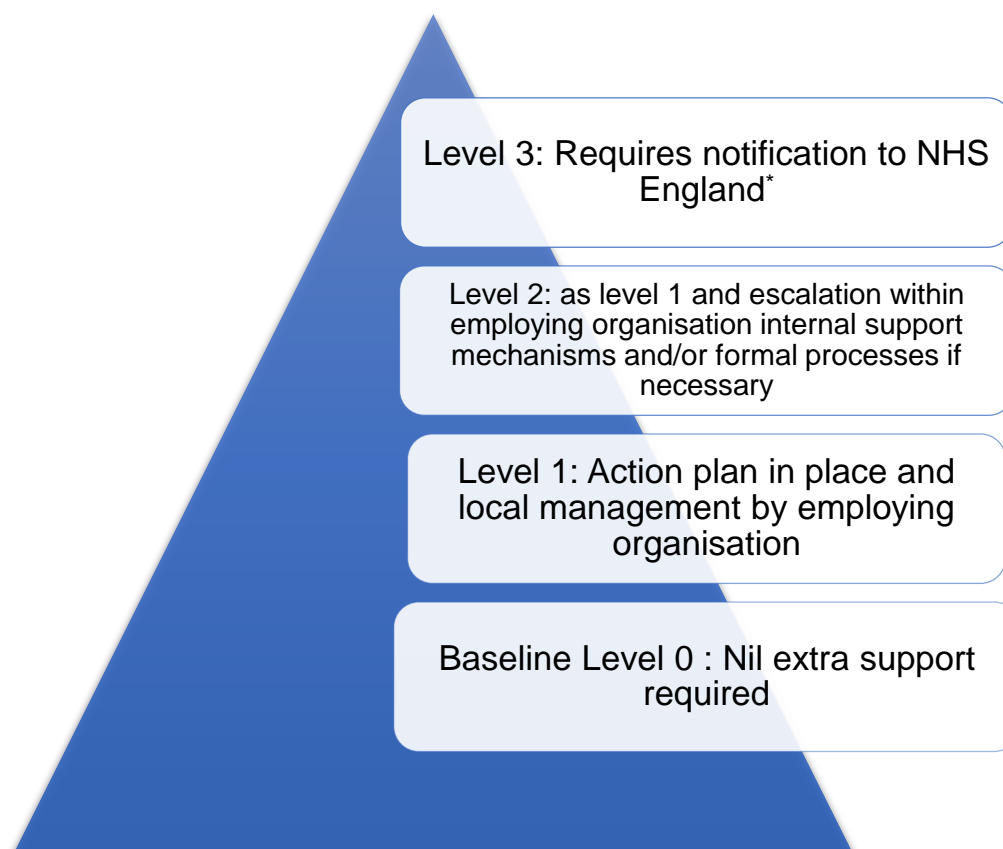 Level 3: Requires notification to NHS
England*
Level 2: as level 1 and escalation within
employing organisation internal support
mechanisms and/or formal processes if
necessary
Level 1: Action plan in place and
local management by employing
organisation
Baseline Level 0 : Nil extra support
required